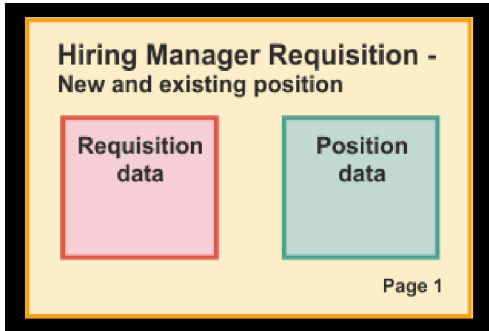 Hiring Manager Requisition -
New and existing position
Requisition
data
Position
data
Page 1